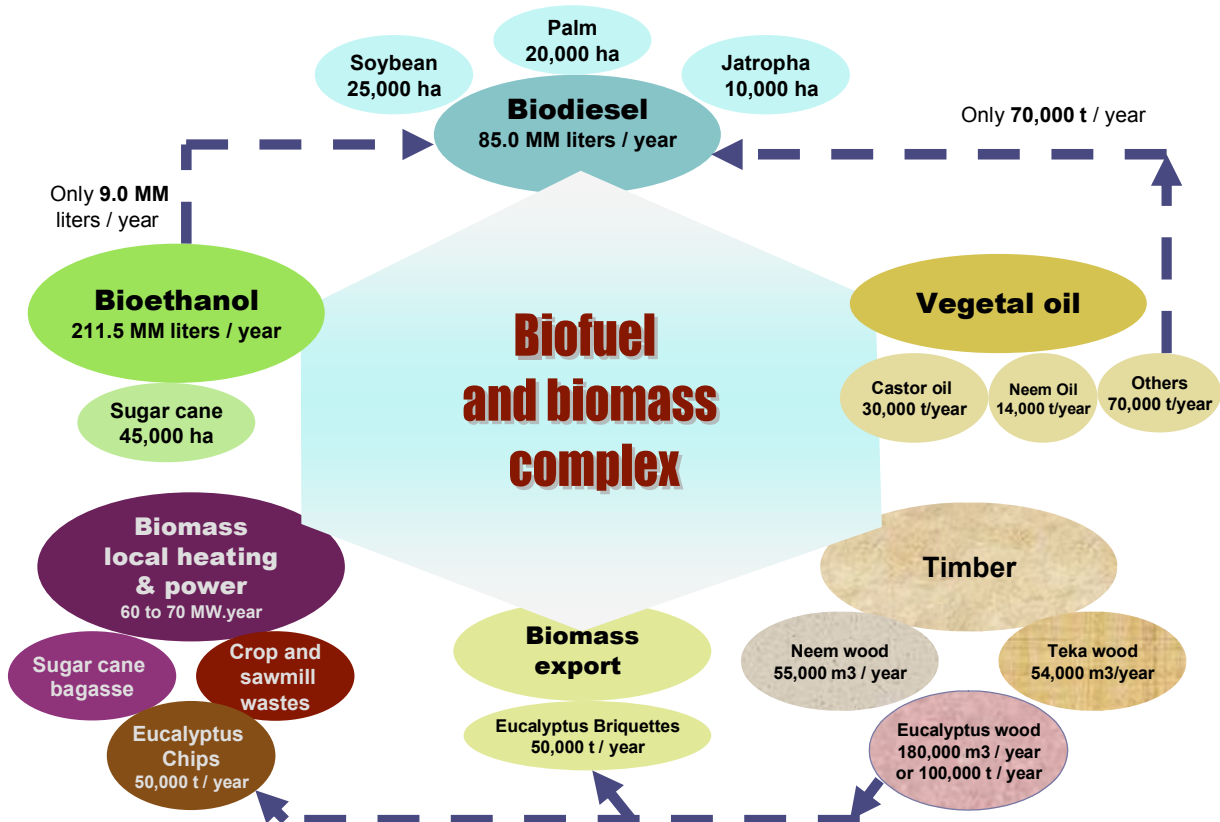 Palm
20,000 ha
Soybean
25,000 ha
Jatropha
10,000 ha
Biodiesel
85.0 MM liters / year
Only 70,000 t / year
Only 9.0 MM
liters / year
Bioethanol
211.5 MM liters / year
Sugar cane
45,000 ha
Biofuel
and biomass
complex
Vegetal oil
Castor oil
30,000 t/year
Neem Oil
14,000 t/year
Others
70,000 t/year
Biomass
local heating
& power
60 to 70 MW.year
Sugar cane
bagasse
Crop and
sawmill
wastes
Eucalyptus
Chips
50,000 t / year
Biomass
export
Eucalyptus Briquettes
50,000 t / year
Timber
Neem wood
55,000 m3 / year
Teka wood
54,000 m3/year
Eucalyptus wood
180,000 m3 / year
or 100,000 t / year